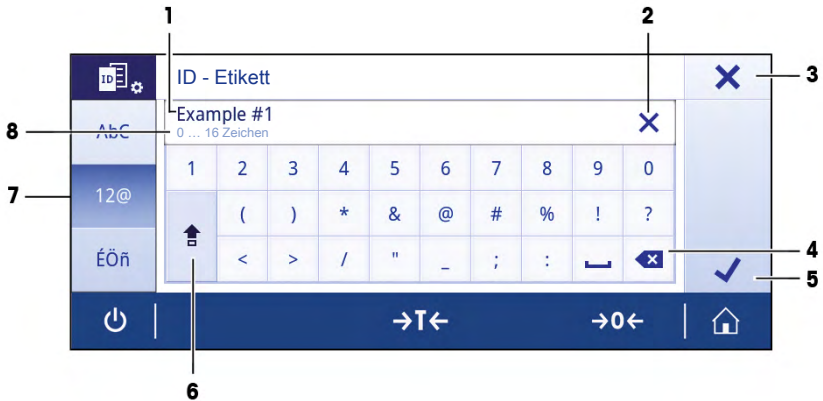 1 2
ID ID - Etikett 3
Example #1
8 AbC 0 ... 16 Zeichen
1 2 3 4 5 6 7 8 9 0
7 12@
( ) * & @ # % ! ?
ÉÖñ < > / " _ ; : 4
5
→T← →0←
6